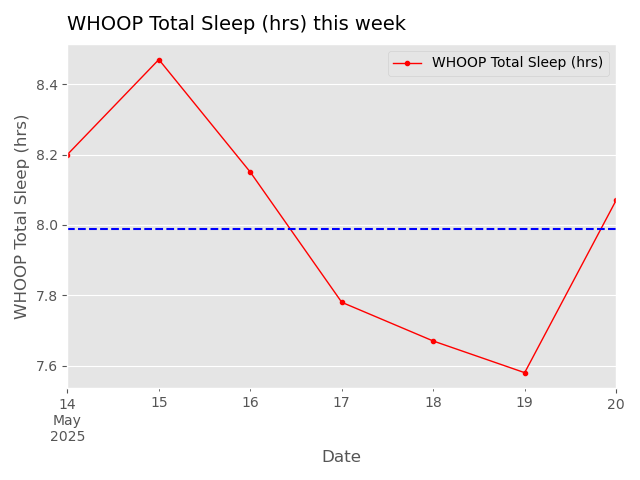 WHOOP Total Sleep (hrs) this week
WHOOP Total Sleep (hrs)
WHOOP Total Sleep (hrs)
8.4
8.2
8.0
7.8
7.6
14 15 16 17 18 19 20
May
2025
Date